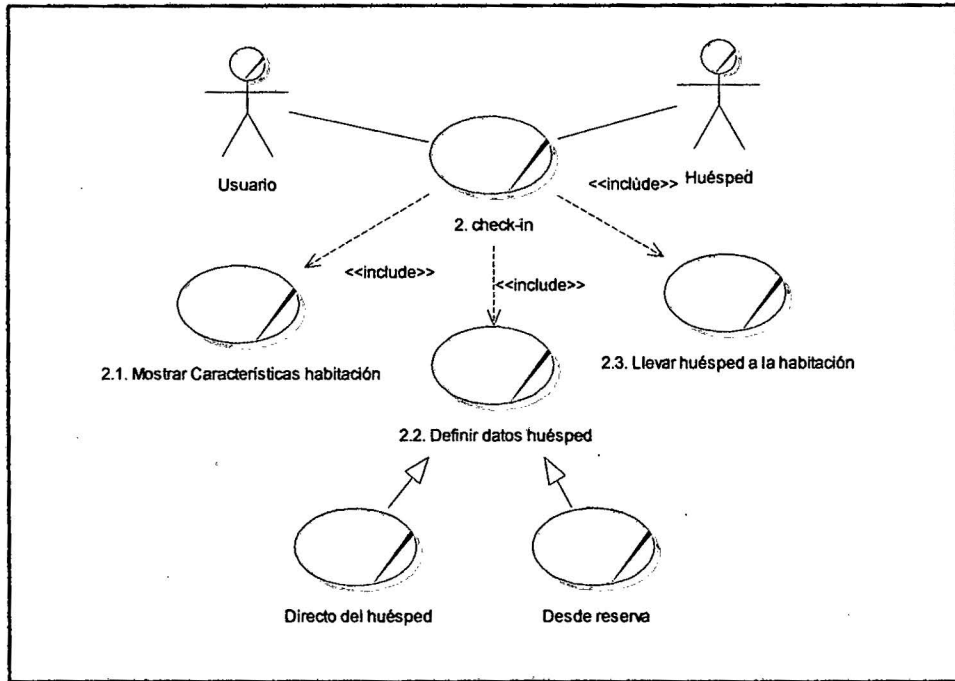 Usuario
Huésped
<<include>>
2. check-in
<<include>>
<<include>>
2.1. Mostrar Características habitación
2.3. Llevar huésped a la habitación
2.2. Definir datos huésped
Directo del huésped
Desde reserva